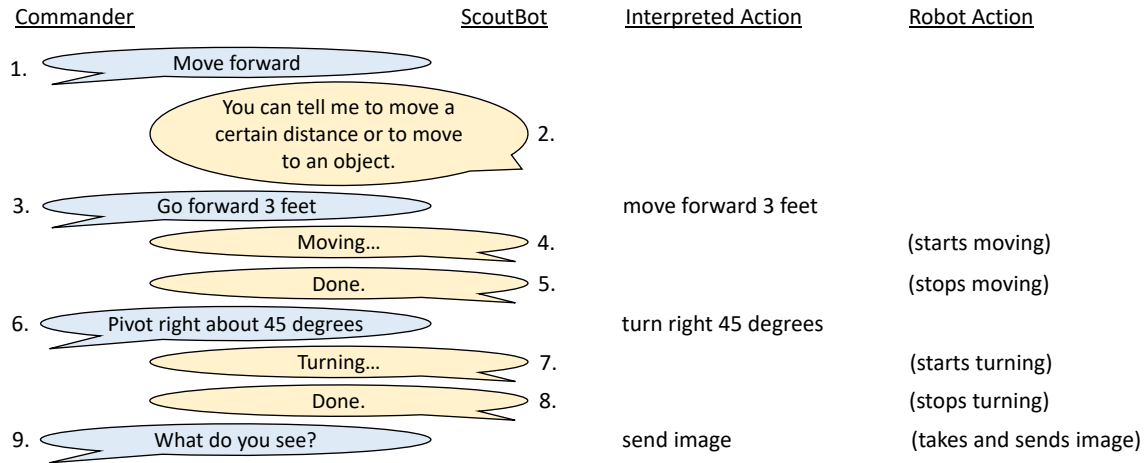 Commander ScoutBot Interpreted Action Robot Action
1. Move forward
You can tell me to move a
certain distance or to move
to an object.
2.
3. Go forward 3 feet move forward 3 feet
Moving... 4. (starts moving)
Done. 5. (stops moving)
6. Pivot right about 45 degrees turn right 45 degrees
Turning... 7. (starts turning)
Done. 8. (stops turning)
9. What do you see? send image (takes and sends image)